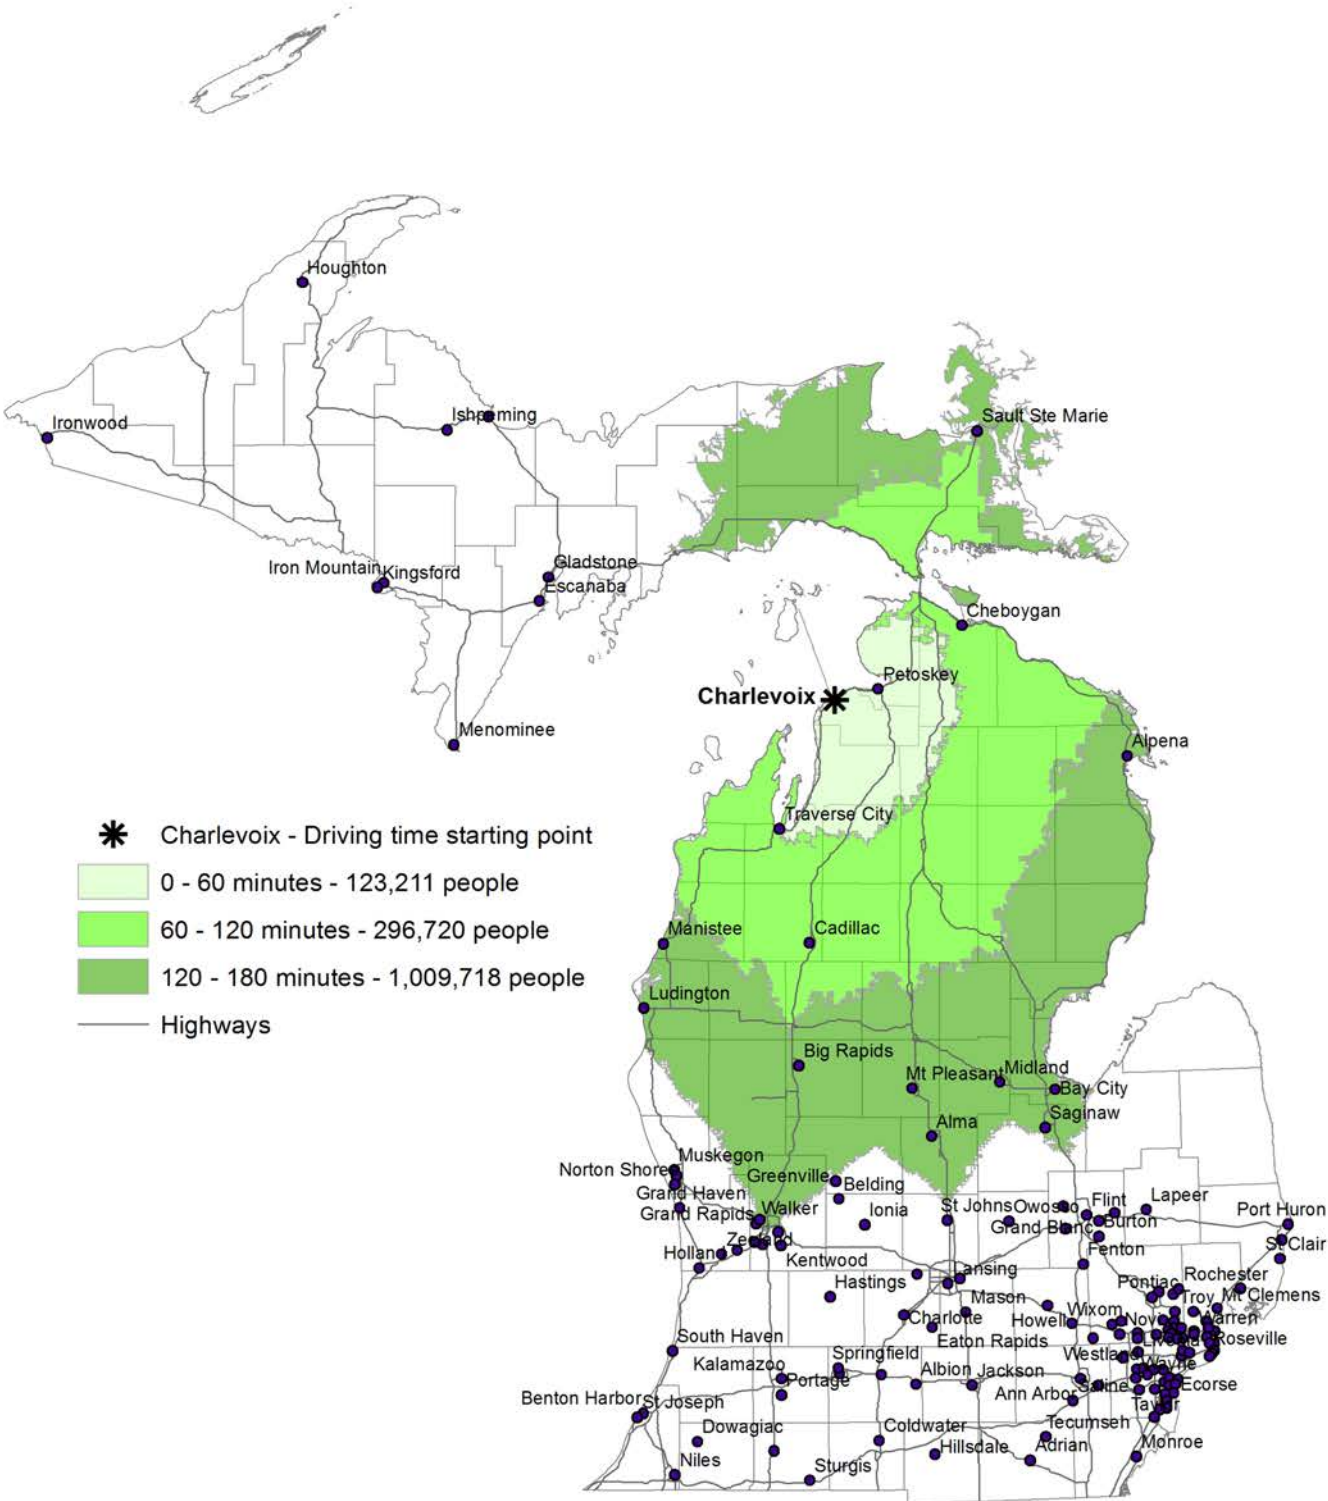 Houghton
Ironwood
Ishpeming
Sault Ste Marie
Iron Mountain
Kingsford
Gladstone
Escanaba
Cheboygan
Petoskey
Charlevoix
Menominee
Alpena
Traverse City
Charlevoix - Driving time starting point
0 - 60 minutes - 123,211 people
60 - 120 minutes - 296,720 people
120 - 180 minutes - 1,009,718 people
Highways
Manistee
Cadillac
Ludington
Big Rapids
Mt Pleasant
Midland
Bay City
Saginaw
Alma
Muskegon
Norton Shores
Greenville
Belding
Grand Haven
Grand Rapids
Walker
Ionia
St Johns
Owosso
Flint
Lapeer
Port Huron
Grand Blanc
Burton
St Clair
Holland
Zeeland
Kentwood
Fenton
Hastings
Lansing
Pontiac
Rochester
Troy
Mt Clemens
Mason
Charlotte
Howell
Wixom
Novi
Warren
Eaton Rapids
Livonia
Roseville
South Haven
Kalamazoo
Springfield
Westland
Wayne
Portage
Albion
Jackson
Ann Arbor
Saline
Ecorse
Benton Harbor
St Joseph
Taylor
Dowagiac
Coldwater
Tecumseh
Niles
Hillsdale
Adrian
Monroe
Sturgis